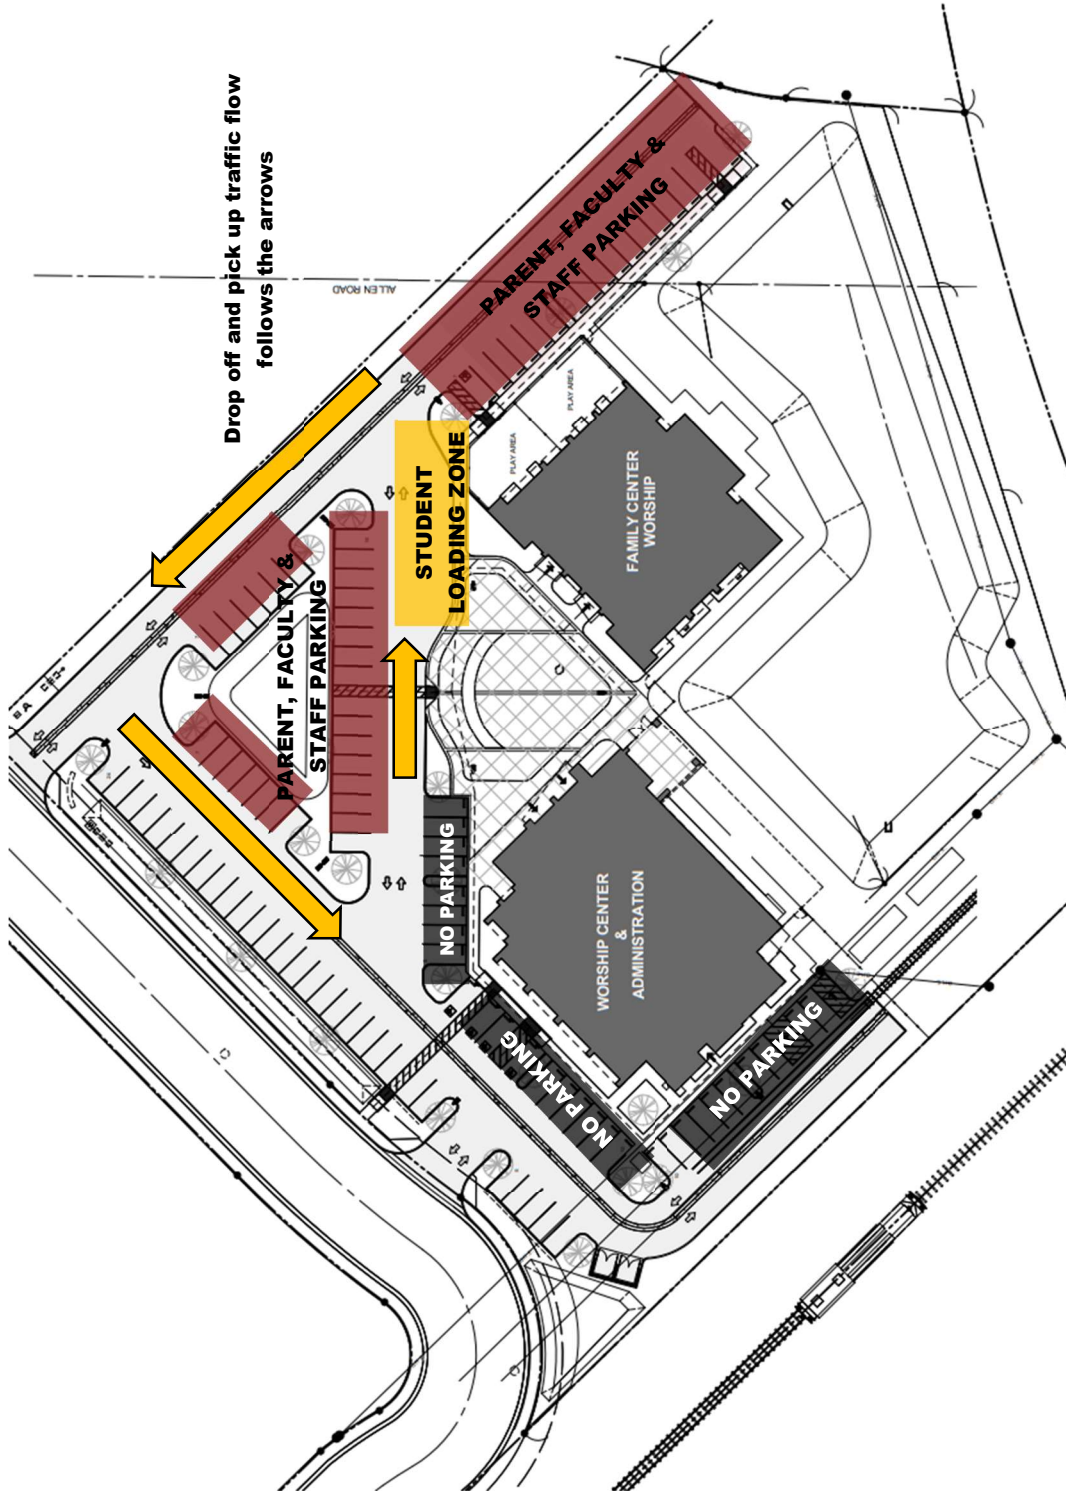 Drop off and pick up traffic flow
follows the arrows
ALLEN ROAD
PARENT, FACULTY &
STAFF PARKING
PLAY AREA
PLAY AREA
STUDENT
LOADING ZONE
FAMILY CENTER
WORSHIP
PARENT, FACULTY &
STAFF PARKING
NO PARKING
WORSHIP CENTER
&
ADMINISTRATION
NO PARKING
NO PARKING